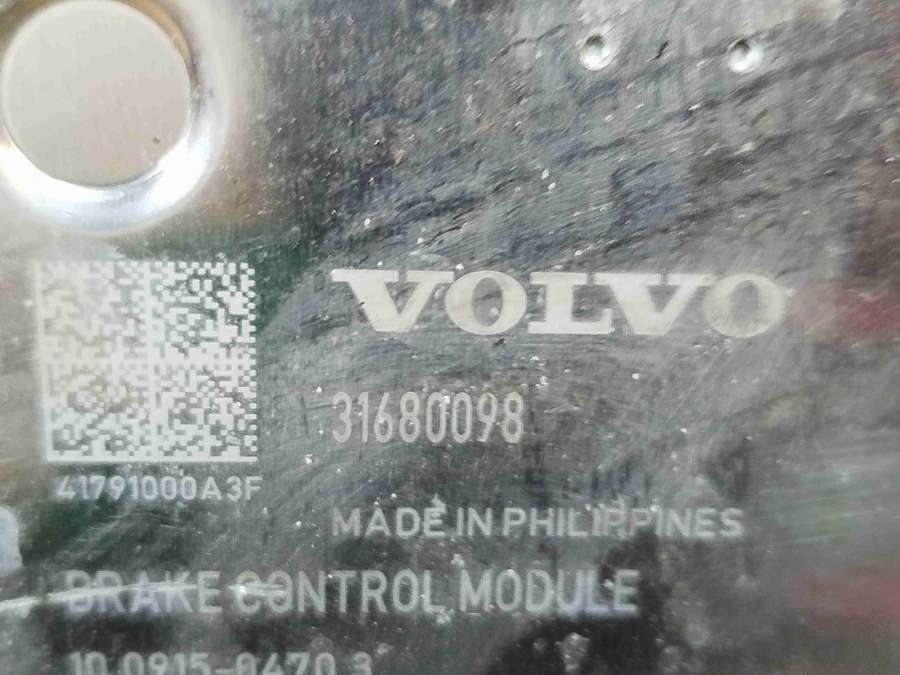 VOLVO
31680098
41791000A3F
MADE IN PHILIPPINES
BRAKE CONTROL MODULE
10.0915-0470.3